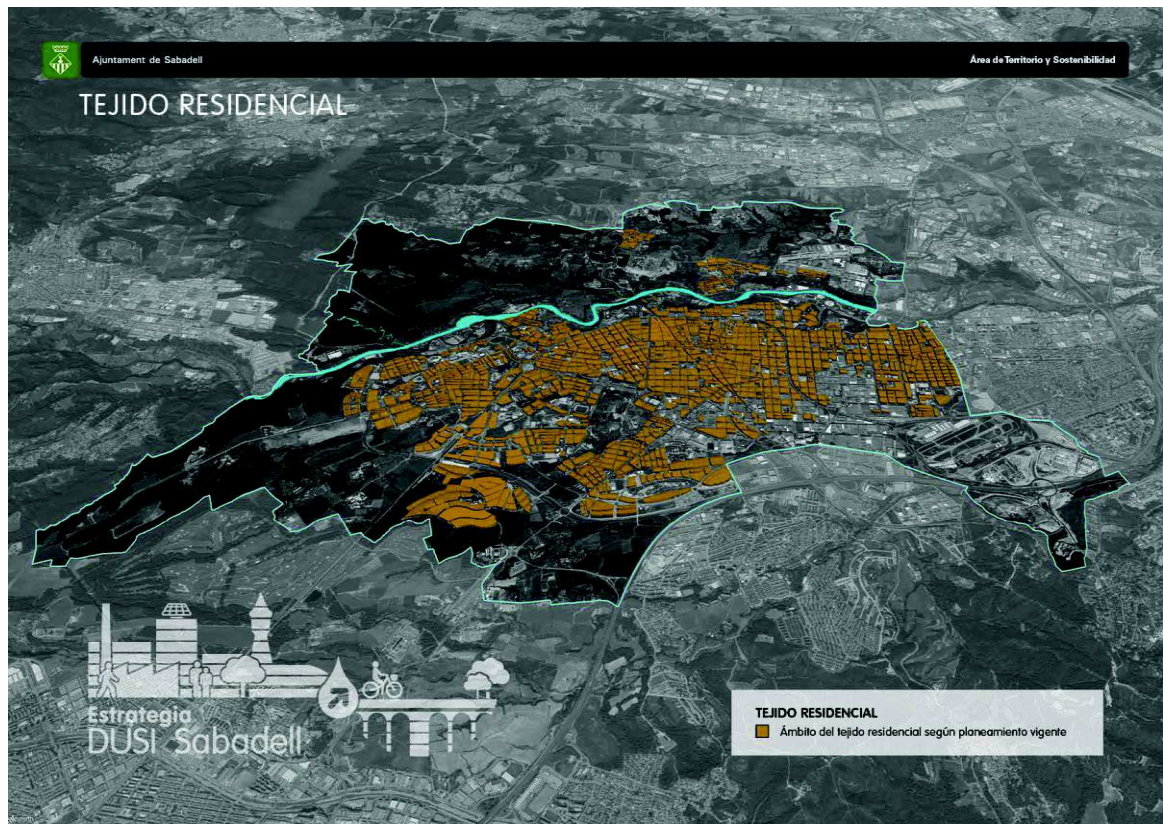 Ajuntament de Sabadell
Área de Territorio y Sostenibilidad
TEJIDO RESIDENCIAL
Estrategia
DUSI Sabadell
TEJIDO RESIDENCIAL
Ámbito del tejido residencial según planeamiento vigente